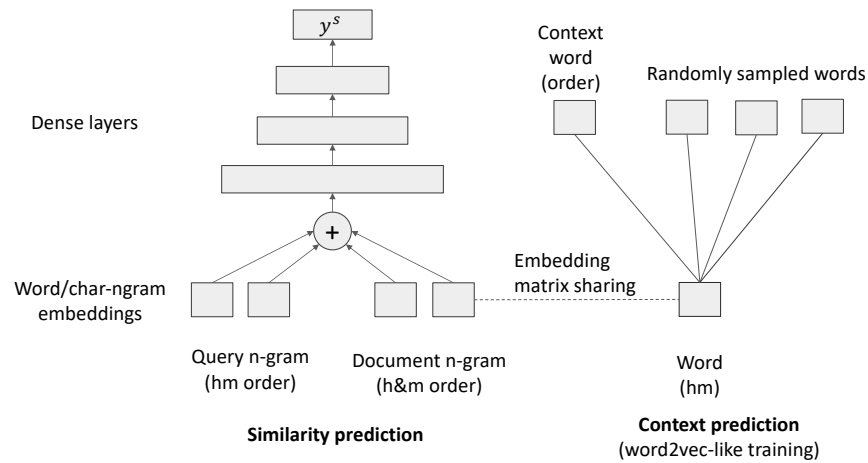 yˢ
Context
word
(order)
Randomly sampled words
Dense layers
+
Embedding
matrix sharing
Word/char-ngram
embeddings
Query n-gram
(hm order)
Document n-gram
(h&m order)
Word
(hm)
Similarity prediction
Context prediction
(word2vec-like training)